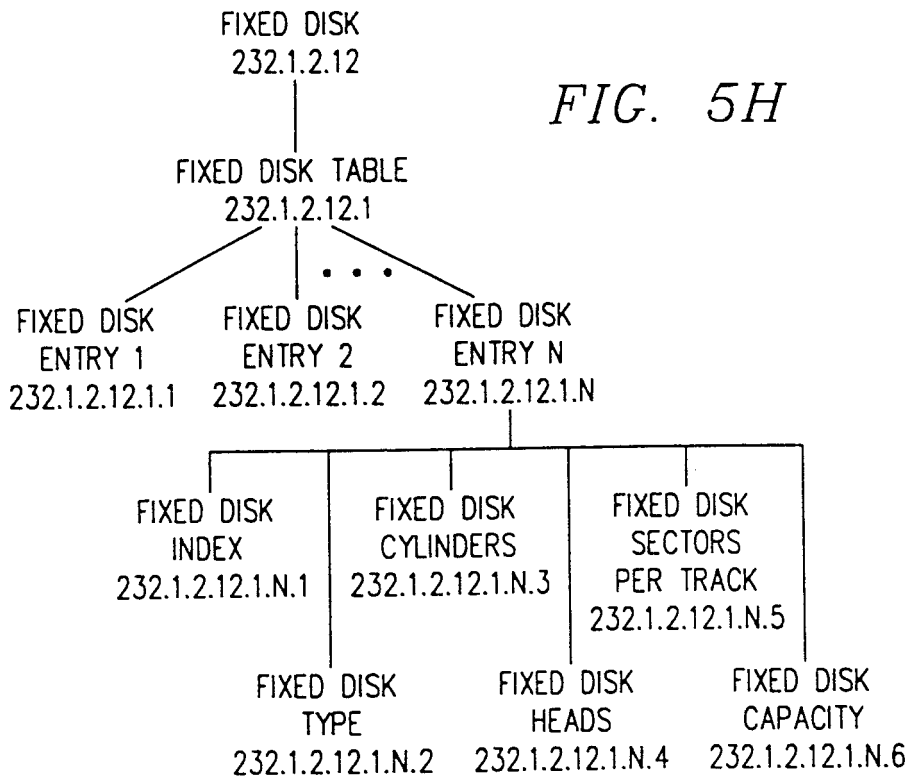 FIXED DISK
232.1.2.12
FIG. 5H
FIXED DISK TABLE
232.1.2.12.1
FIXED DISK
ENTRY 1
232.1.2.12.1.1
FIXED DISK
ENTRY 2
232.1.2.12.1.2
FIXED DISK
ENTRY N
232.1.2.12.1.N
FIXED DISK
INDEX
232.1.2.12.1.N.1
FIXED DISK
CYLINDERS
232.1.2.12.1.N.3
FIXED DISK
SECTORS
PER TRACK
232.1.2.12.1.N.5
FIXED DISK
TYPE
232.1.2.12.1.N.2
FIXED DISK
HEADS
232.1.2.12.1.N.4
FIXED DISK
CAPACITY
232.1.2.12.1.N.6